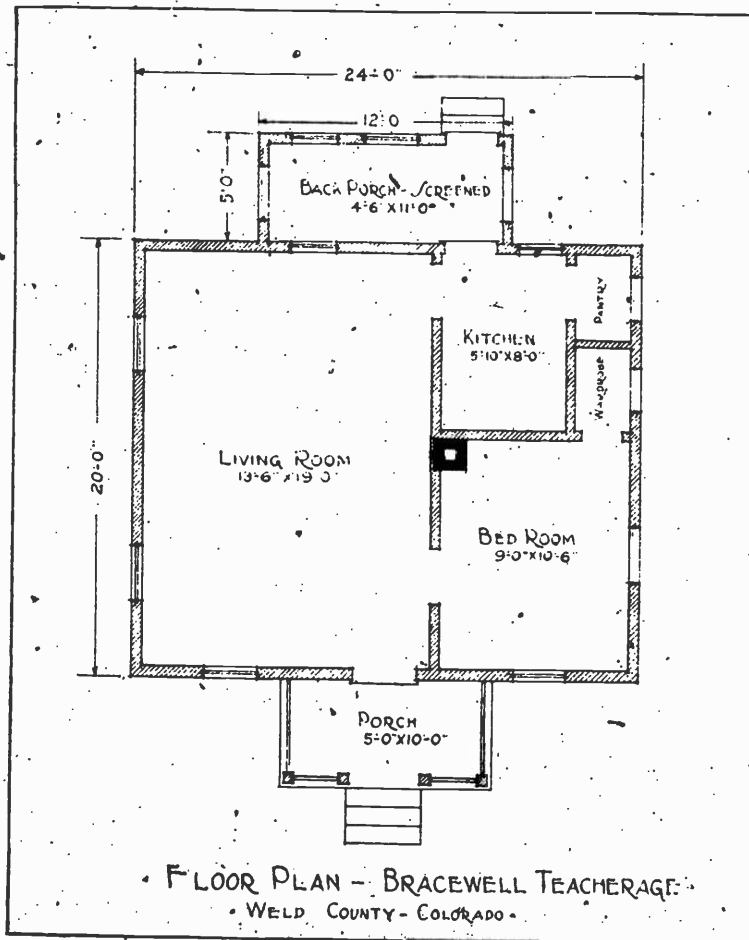 24-0"
12-0
5-0"
BACK PORCH - SCREENED
4-6" X 11-0"
PANTRY
KITCHEN
5-10" X 8-0"
WARDROBE
20-0"
LIVING ROOM
13-6" X 19-0"
BED ROOM
9-0" X 10-6"
PORCH
5-0" X 10-0"
FLOOR PLAN - BRACEWELL TEACHERAGE
WELD COUNTY - COLORADO